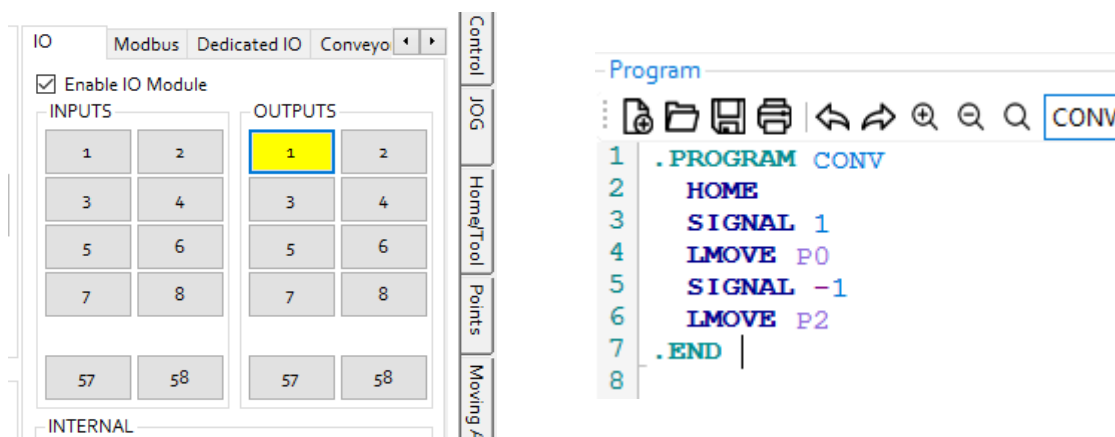 IO Modbus Dedicated IO Conveyo
Enable IO Module
INPUTS
1 2
3 4
5 6
7 8
57 58
OUTPUTS
1 2
3 4
5 6
7 8
57 58
INTERNAL
Control
JOG
Home/Tool
Points
Moving
Program
CONV
1 .PROGRAM CONV
2 HOME
3 SIGNAL 1
4 LMOVE P0
5 SIGNAL -1
6 LMOVE P2
7 .END
8